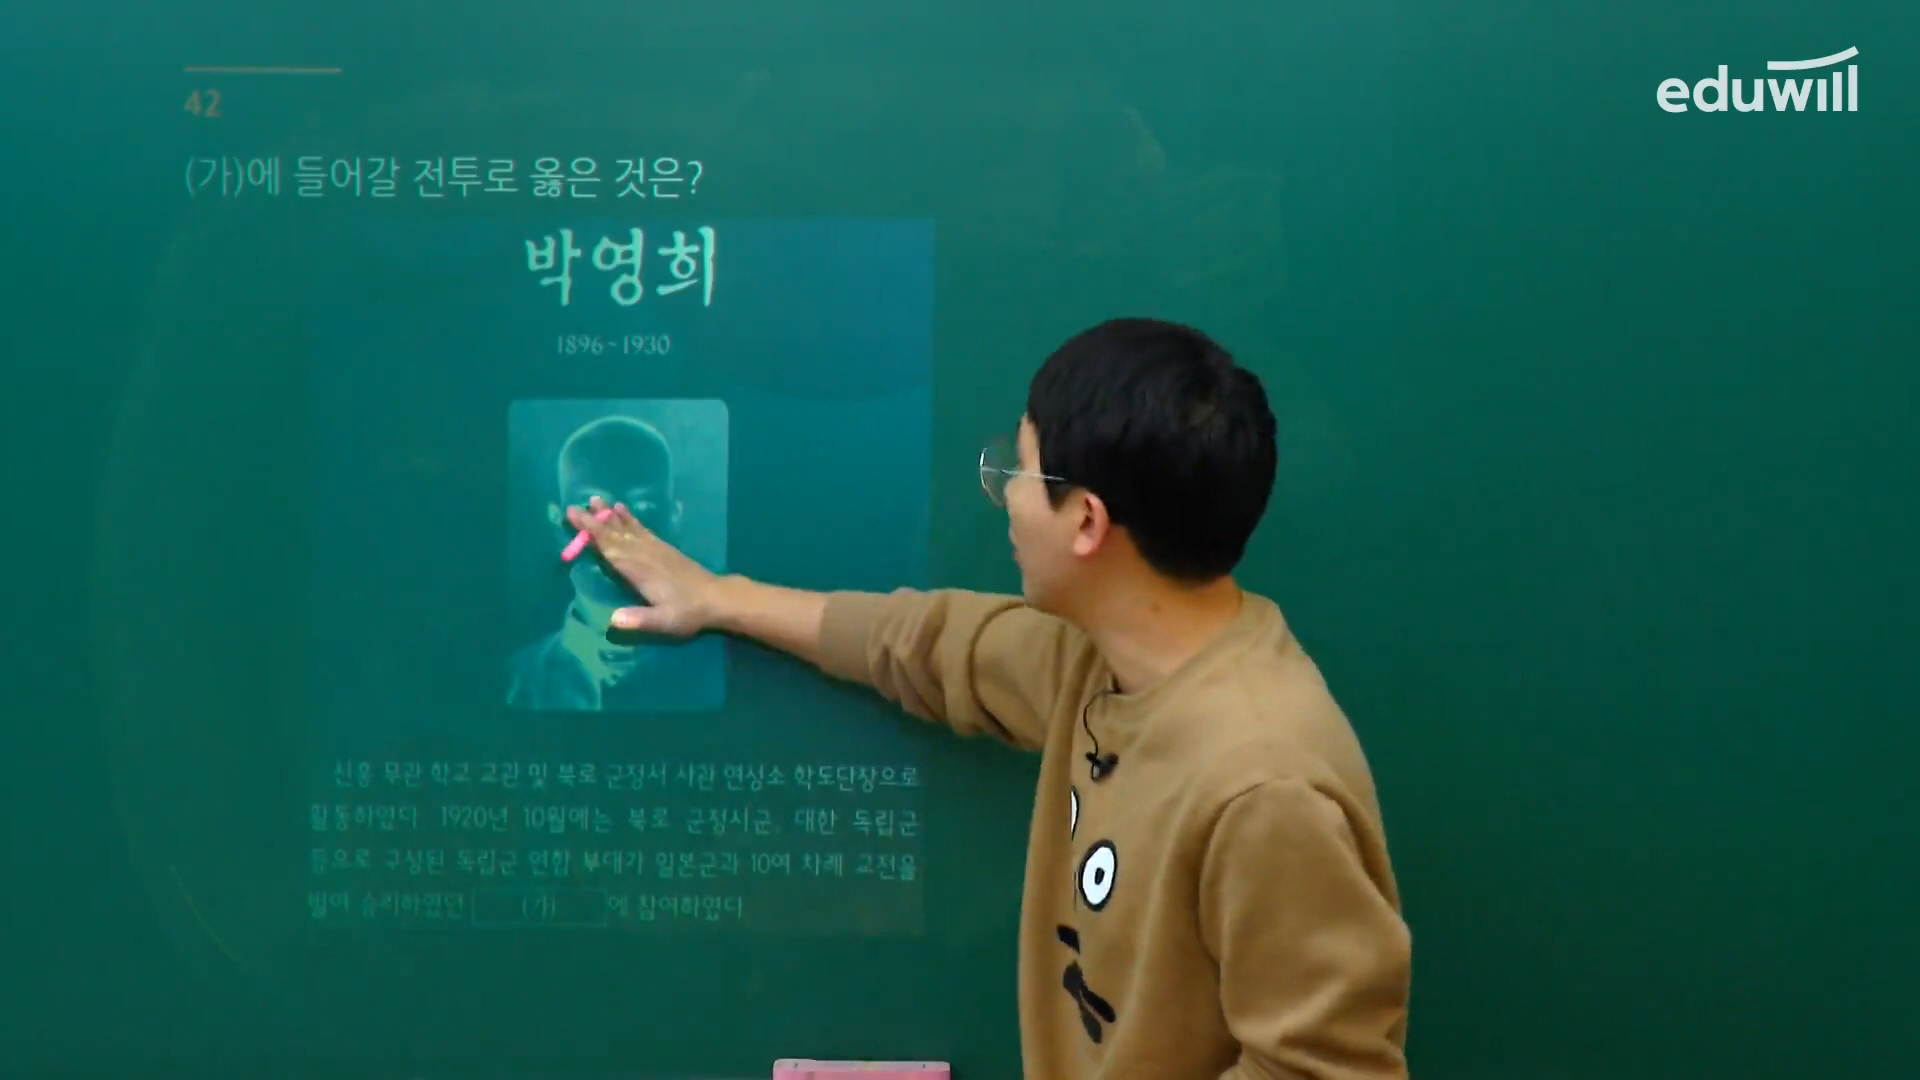 eduwill
42
(가)에 들어갈 전투로 옳은 것은?
박영희
1896~1930
신흥 무관 학교 교관 및 북로 군정서 사관 연성소 학도단장으로
활동하였다. 1920년 10월에는 북로 군정서군, 대한 독립군
등으로 구성된 독립군 연합 부대가 일본군과 10여 차례 교전을
벌여 승리하였던 (가) 에 참여하였다.